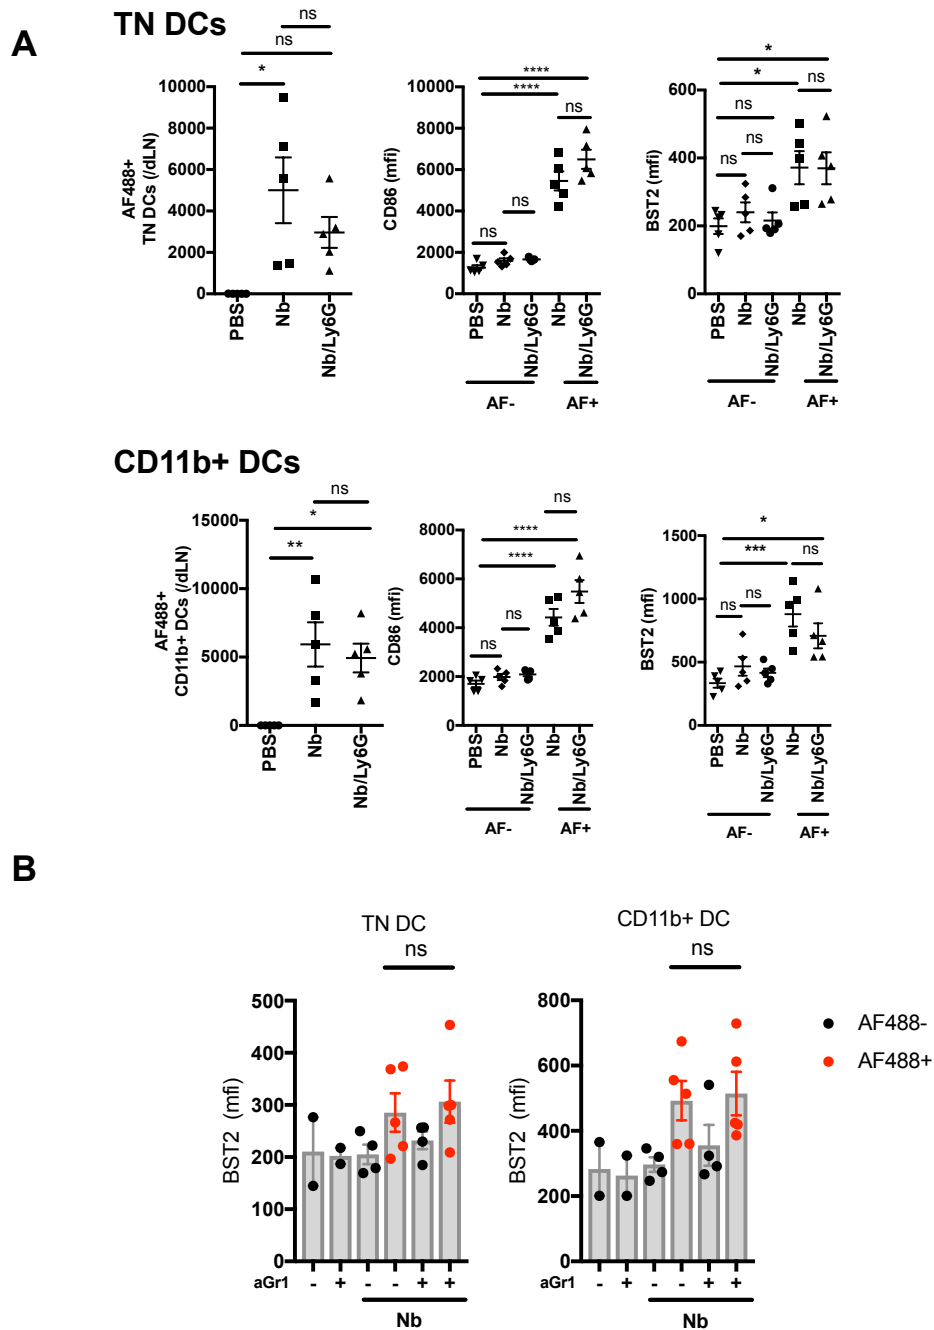 A
TN DCs
ns
ns
*
AF488+
TN DCs (/dLN)
10000
8000
6000
4000
2000
0
PBS
Nb
Nb/Ly6G
****
****
ns
ns
ns
CD86 (mfi)
10000
8000
6000
4000
2000
0
PBS
Nb
Nb/Ly6G
Nb
Nb/Ly6G
AF-
AF+
*
*
ns
ns
ns
ns
BST2 (mfi)
600
400
200
0
PBS
Nb
Nb/Ly6G
Nb
Nb/Ly6G
AF-
AF+
CD11b+ DCs
ns
*
**
AF488+
CD11b+ DCs (/dLN)
15000
10000
5000
0
PBS
Nb
Nb/Ly6G
ns
****
****
ns
ns
CD86 (mfi)
8000
6000
4000
2000
0
PBS
Nb
Nb/Ly6G
Nb
Nb/Ly6G
AF-
AF+
*
***
ns
ns
ns
BST2 (mfi)
1500
1000
500
0
PBS
Nb
Nb/Ly6G
Nb
Nb/Ly6G
AF-
AF+
B
TN DC
ns
BST2 (mfi)
500
400
300
200
100
0
aGr1 - + - - + +
Nb
CD11b+ DC
ns
BST2 (mfi)
800
600
400
200
0
aGr1 - + - - + +
Nb
AF488-
AF488+